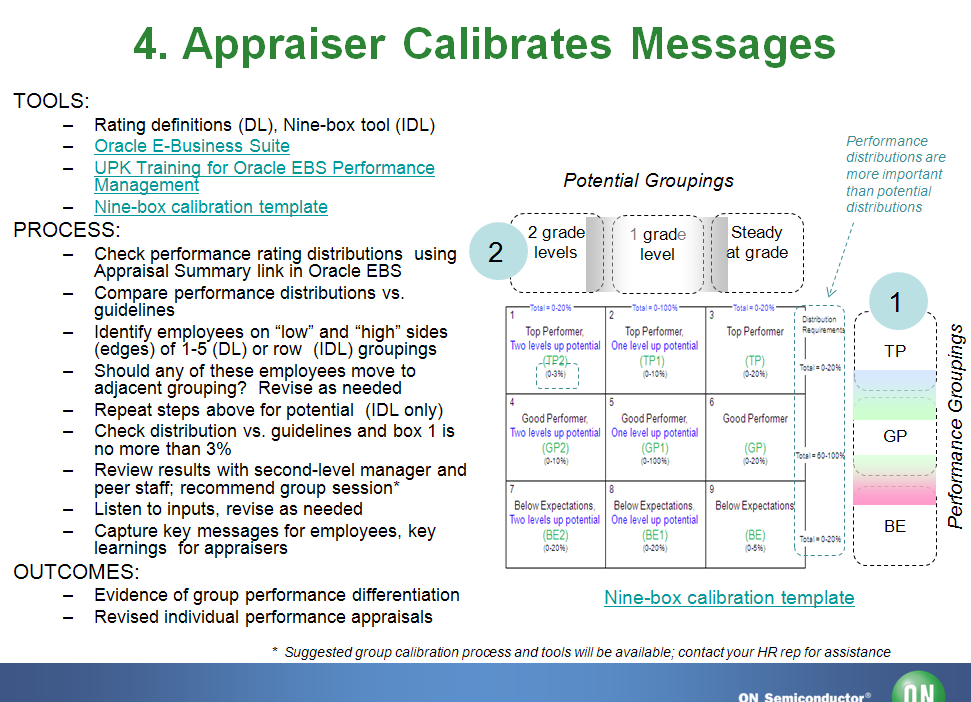 4. Appraiser Calibrates Messages
TOOLS:
– Rating definitions (DL), Nine-box tool (IDL)
– Oracle E-Business Suite
– UPK Training for Oracle EBS Performance
Management
– Nine-box calibration template
PROCESS:
– Check performance rating distributions using
Appraisal Summary link in Oracle EBS
– Compare performance distributions vs.
guidelines
– Identify employees on “low” and “high” sides
(edges) of 1-5 (DL) or row (IDL) groupings
– Should any of these employees move to
adjacent grouping? Revise as needed
– Repeat steps above for potential (IDL only)
– Check distribution vs. guidelines and box 1 is
no more than 3%
– Review results with second-level manager and
peer staff; recommend group session*
– Listen to inputs, revise as needed
– Capture key messages for employees, key
learnings for appraisers
OUTCOMES:
– Evidence of group performance differentiation
– Revised individual performance appraisals
Performance
distributions are
more important
than potential
distributions
Potential Groupings
2
2 grade
levels
1 grade
level
Steady
at grade
Total = 0-20%
Total = 0-100%
Total = 0-20%
1
Top Performer,
Two levels up potential
(TP2)
(0-3%)
2
Top Performer,
One level up potential
(TP1)
(0-10%)
3
Top Performer
(TP)
(0-20%)
4
Good Performer,
Two levels up potential
(GP2)
(0-10%)
5
Good Performer,
One level up potential
(GP1)
(0-100%)
6
Good Performer
(GP)
(0-20%)
7
Below Expectations,
Two levels up potential
(BE2)
(0-20%)
8
Below Expectations,
One level up potential
(BE1)
(0-20%)
9
Below Expectations
(BE)
(0-5%)
Distribution
Requirements
Total = 0-20%
Total = 60-100%
Total = 0-20%
1
TP
GP
BE
Performance Groupings
Nine-box calibration template
* Suggested group calibration process and tools will be available; contact your HR rep for assistance
ON Semiconductor®
ON